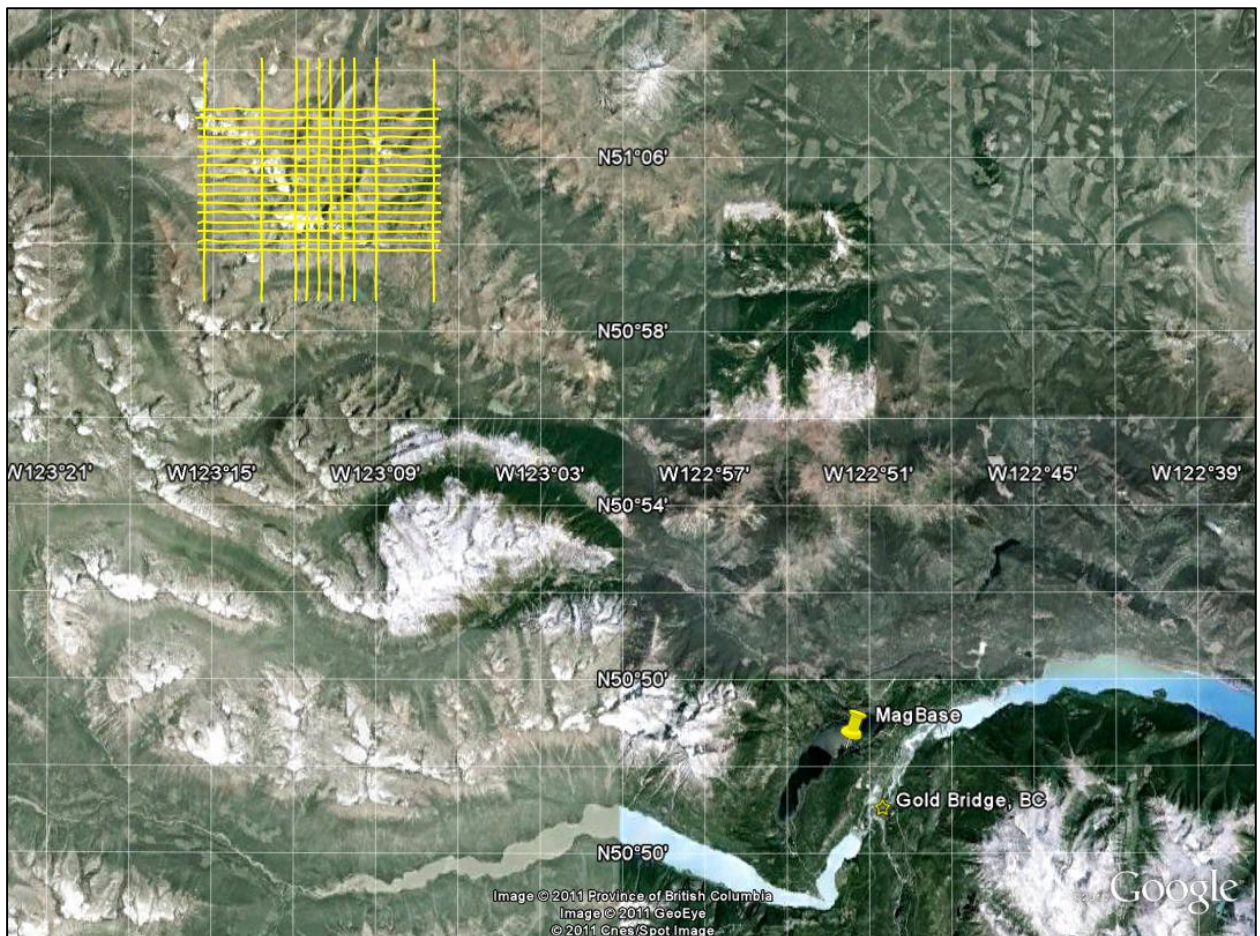 N51°06'
N50°58'
W123°21'
W123°15'
W123°09'
W123°03'
W122°57'
W122°51'
W122°45'
W122°39'
N50°54'
N50°50'
MagBase
Gold Bridge, BC
N50°50'
Image © 2011 Province of British Columbia
Image © 2011 GeoEye
© 2011 Cnes/Spot Image
Google